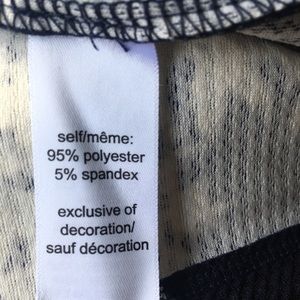 self/même:
95% polyester
5% spandex
exclusive of
decoration/
sauf décoration